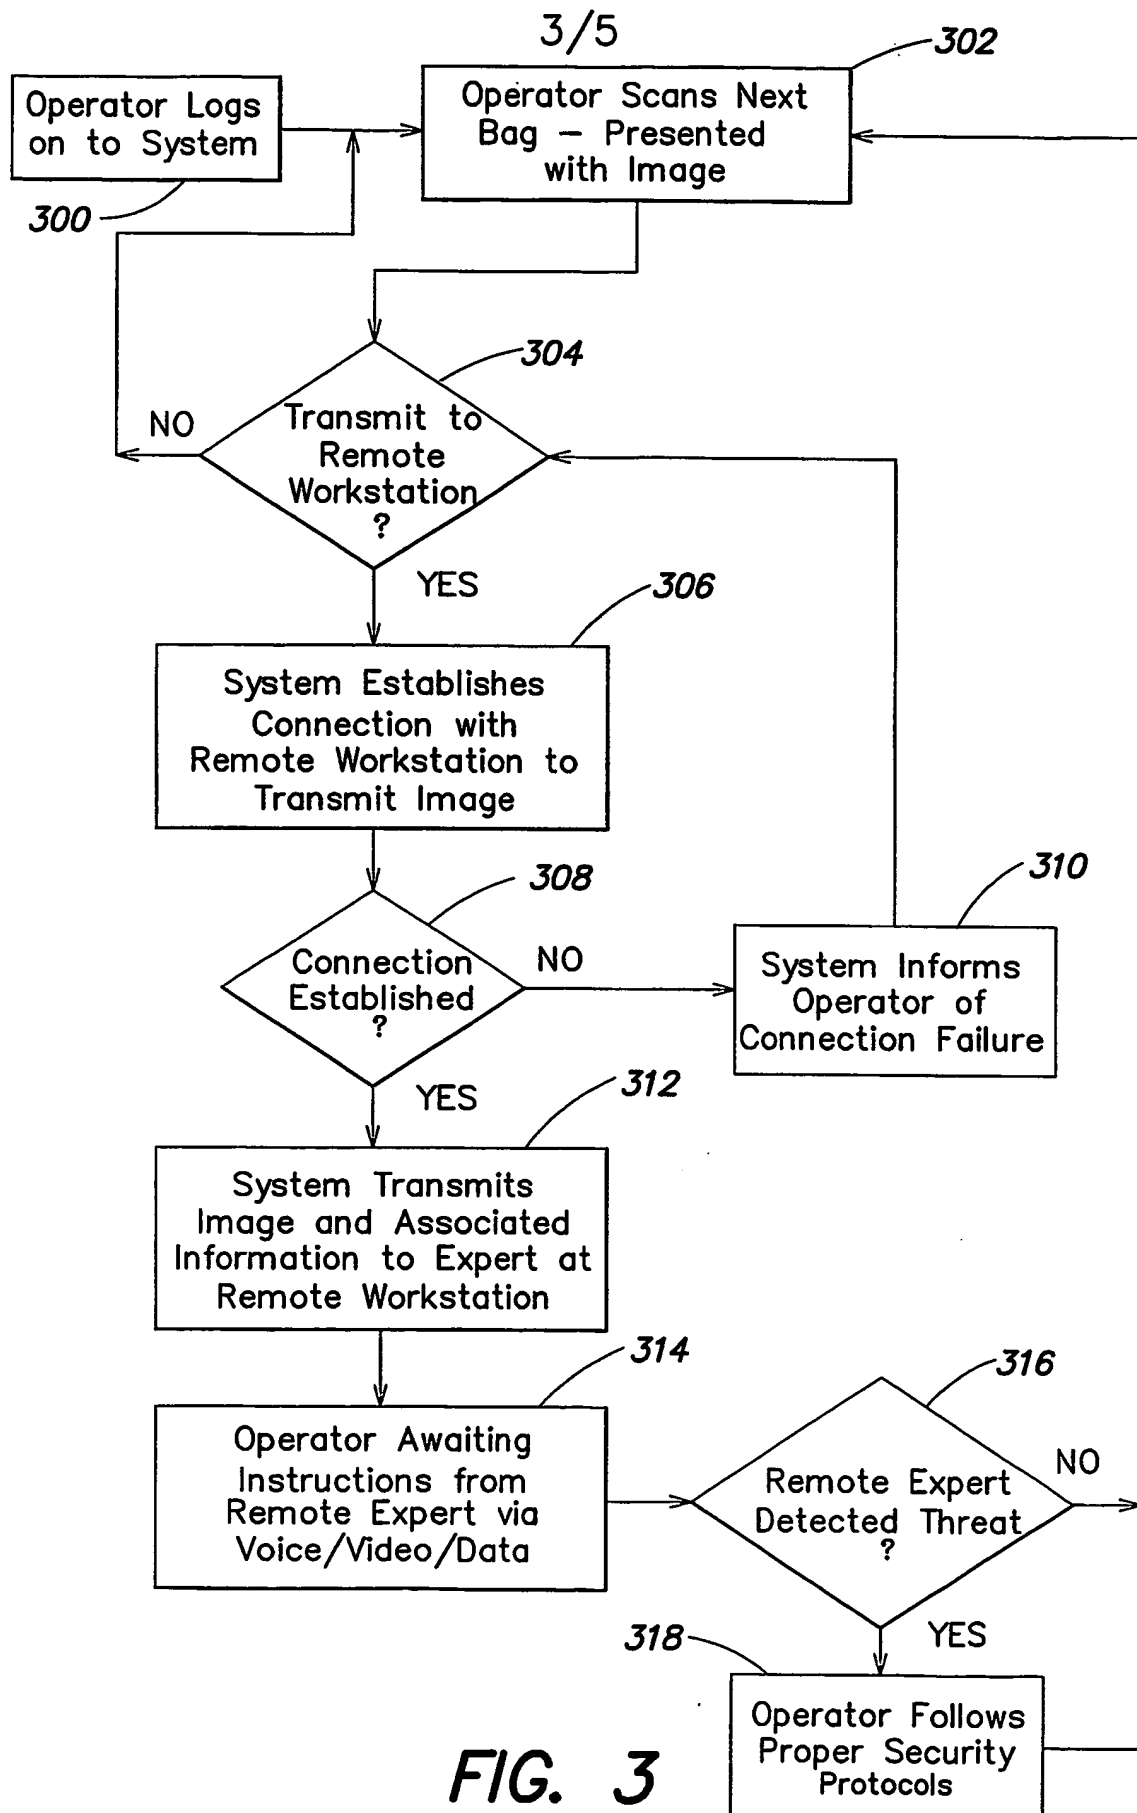 3/5
302
Operator Logs
on to System
300
Operator Scans Next
Bag – Presented
with Image
304
NO
Transmit to
Remote
Workstation
?
YES
306
System Establishes
Connection with
Remote Workstation to
Transmit Image
308
Connection
Established
?
NO
310
System Informs
Operator of
Connection Failure
YES
312
System Transmits
Image and Associated
Information to Expert at
Remote Workstation
314
Operator Awaiting
Instructions from
Remote Expert via
Voice/Video/Data
316
Remote Expert
Detected Threat
?
NO
YES
318
Operator Follows
Proper Security
Protocols
FIG. 3